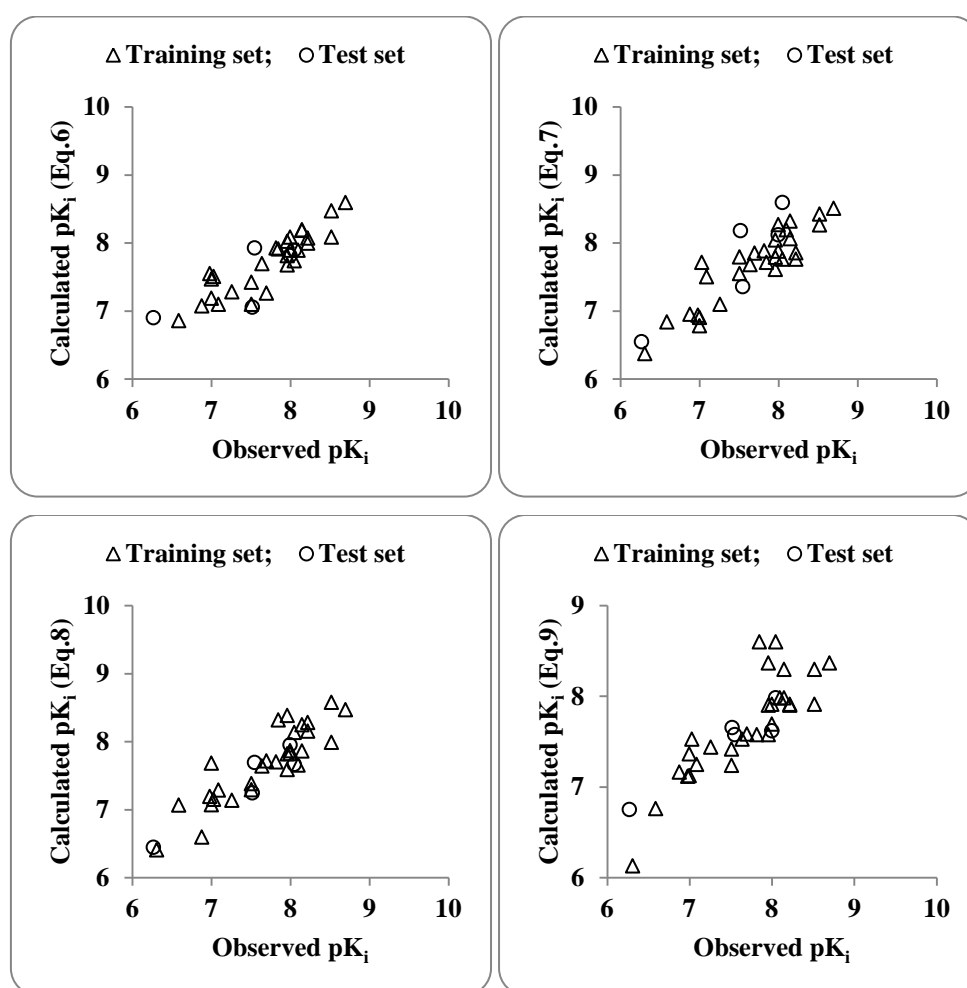 △Training set; ○Test set
Calculated pKi (Eq.6)
10
9
8
7
6
6 7 8 9 10
Observed pKi
△Training set; ○Test set
Calculated pKi (Eq.7)
10
9
8
7
6
6 7 8 9 10
Observed pKi
△Training set; ○Test set
Calculated pKi (Eq.8)
10
9
8
7
6
6 7 8 9 10
Observed pKi
△Training set; ○Test set
Calculated pKi (Eq.9)
9
8
7
6
6 7 8 9 10
Observed pKi